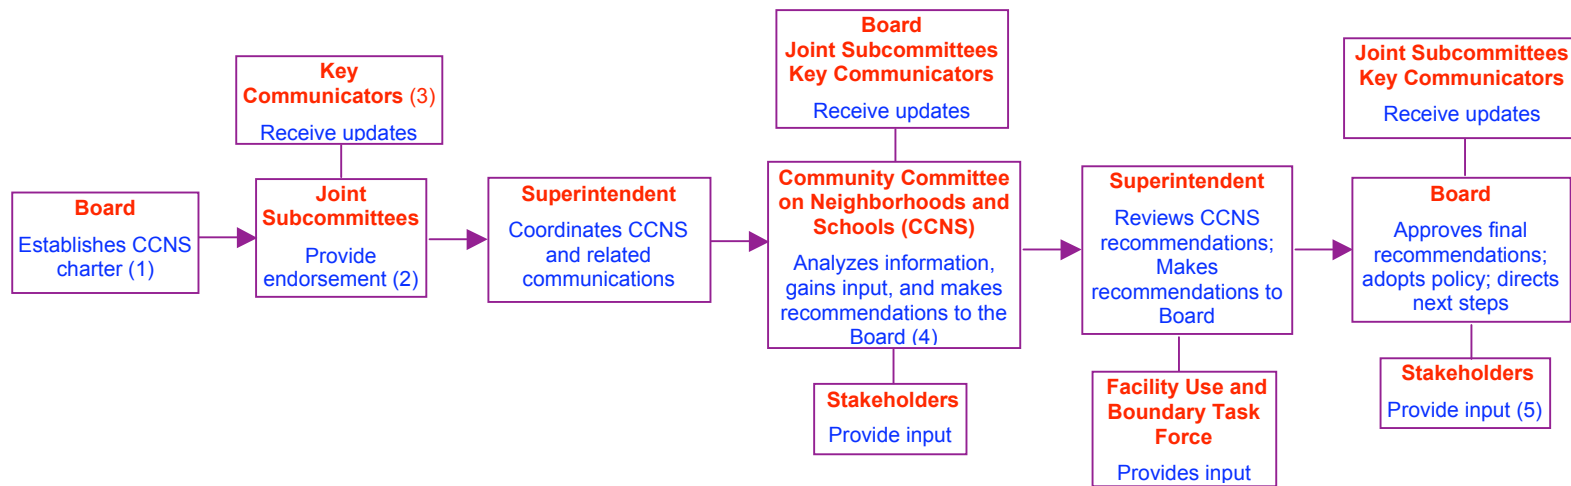 Board
Establishes CCNS
charter (1)
Key
Communicators (3)
Receive updates
Joint
Subcommittees
Provide
endorsement (2)
Superintendent
Coordinates CCNS
and related
communications
Board
Joint Subcommittees
Key Communicators
Receive updates
Community Committee
on Neighborhoods and
Schools (CCNS)
Analyzes information,
gains input, and makes
recommendations to the
Board (4)
Stakeholders
Provide input
Superintendent
Reviews CCNS
recommendations;
Makes
recommendations to
Board
Facility Use and
Boundary Task
Force
Provides input
Joint Subcommittees
Key Communicators
Receive updates
Board
Approves final
recommendations;
adopts policy; directs
next steps
Stakeholders
Provide input (5)